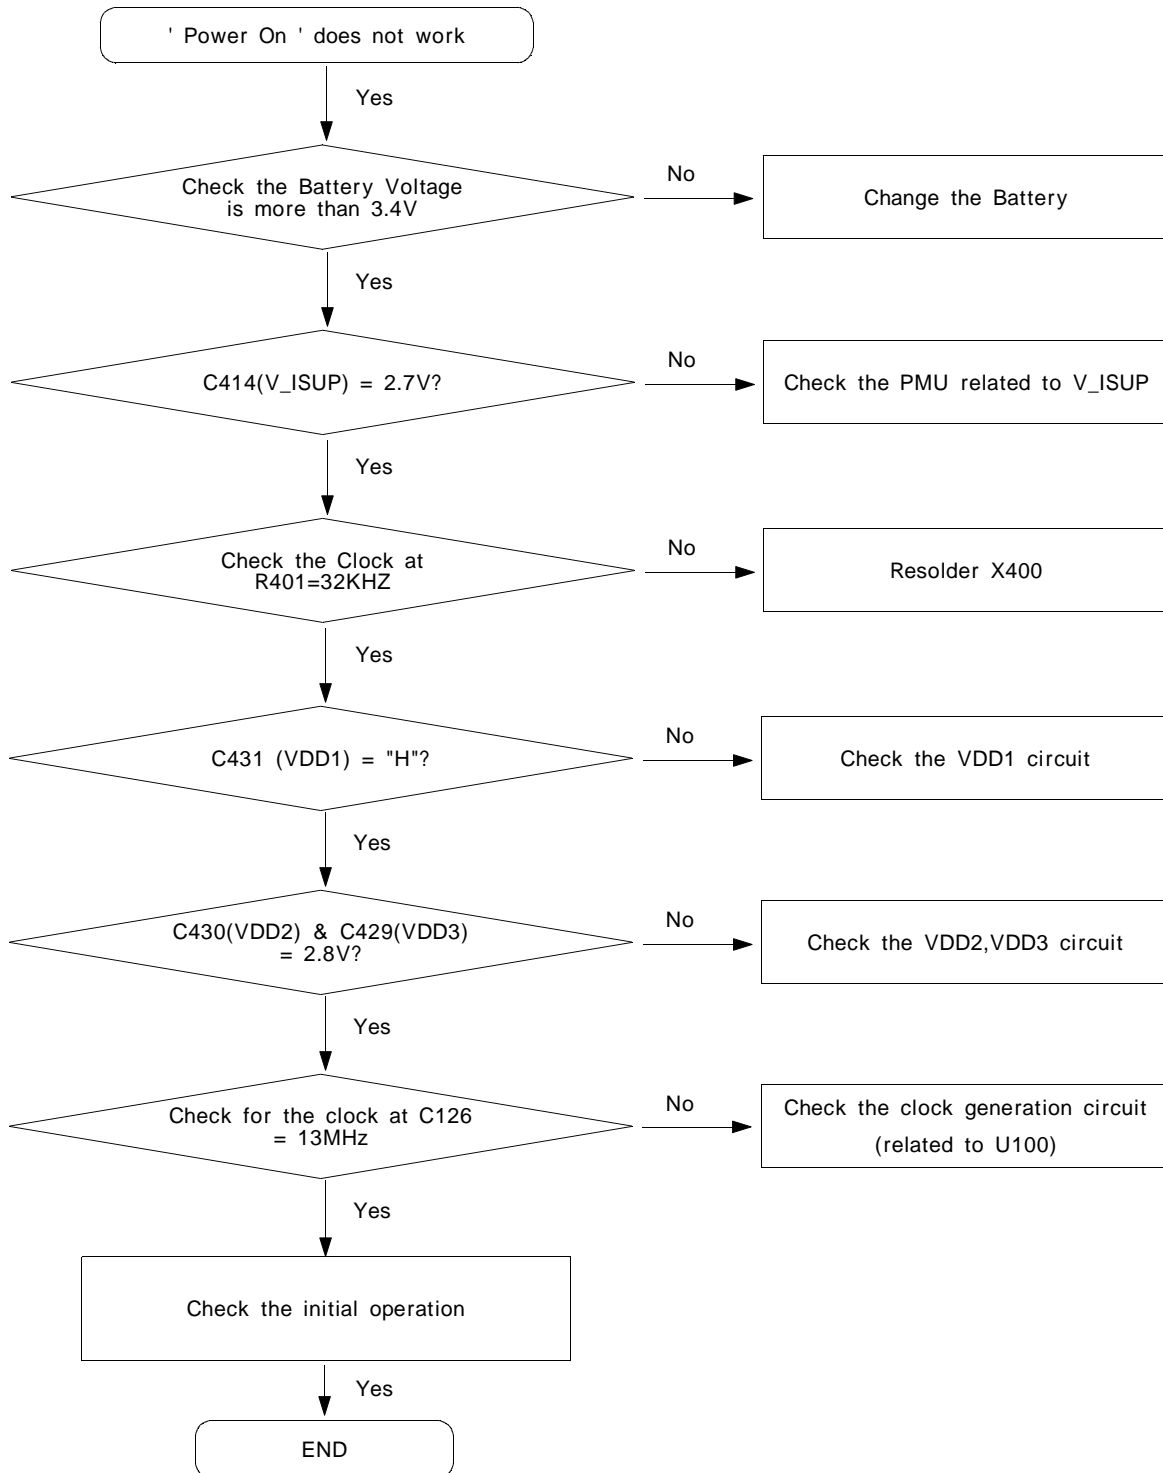 ' Power On ' does not work
Yes
Check the Battery Voltage
is more than 3.4V
No
Change the Battery
Yes
C414(V_ISUP) = 2.7V?
No
Check the PMU related to V_ISUP
Yes
Check the Clock at
R401=32KHZ
No
Resolder X400
Yes
C431 (VDD1) = "H"?
No
Check the VDD1 circuit
Yes
C430(VDD2) & C429(VDD3)
= 2.8V?
No
Check the VDD2,VDD3 circuit
Yes
Check for the clock at C126
= 13MHz
No
Check the clock generation circuit
(related to U100)
Yes
Check the initial operation
Yes
END